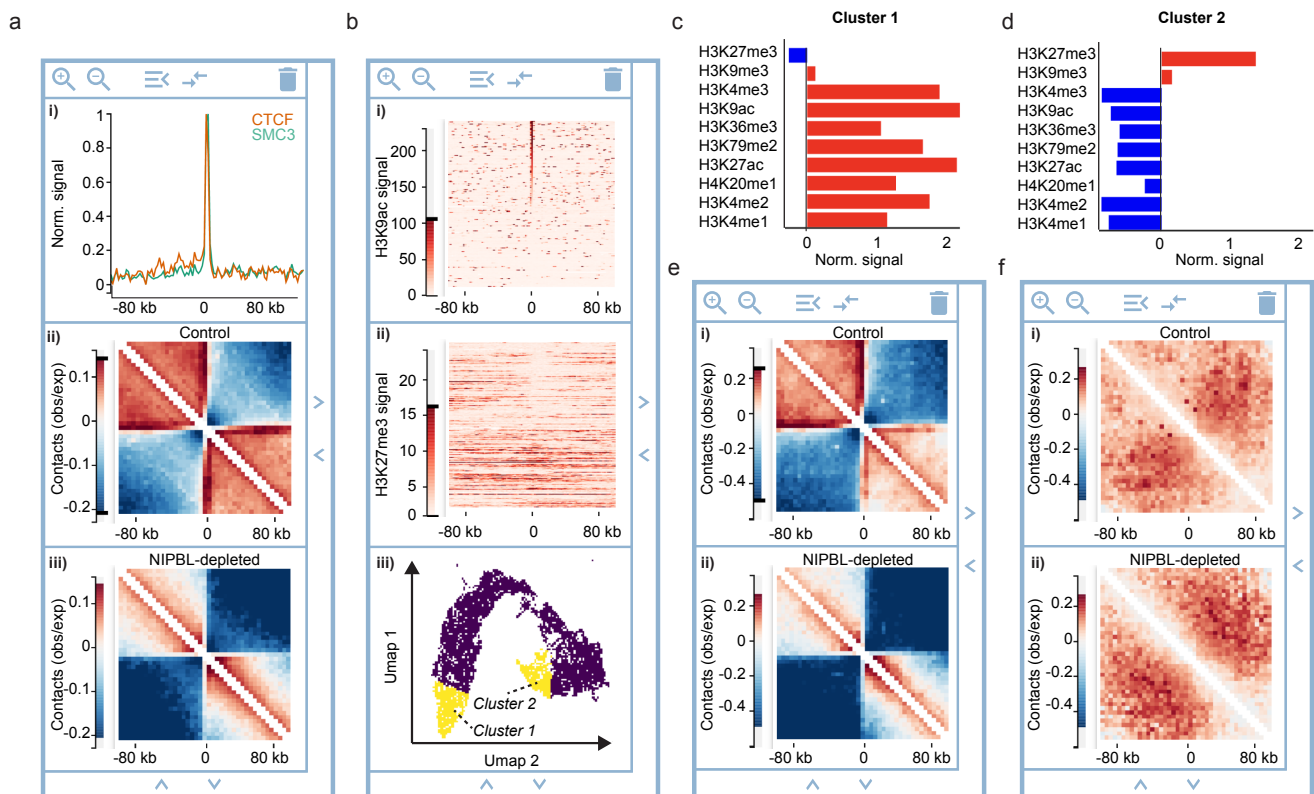 a
i)
CTCF
SMC3
Norm. signal
1
0.8
0.6
0.4
0.2
0
-80 kb
0
80 kb
ii)
Control
Contacts (obs/exp)
0.1
0
-0.1
-0.2
-80 kb
0
80 kb
iii)
NIPBL-depleted
Contacts (obs/exp)
0.1
0
-0.1
-0.2
-80 kb
0
80 kb
b
i)
H3K9ac signal
200
150
100
50
0
-80 kb
0
80 kb
ii)
H3K27me3 signal
20
15
10
5
0
-80 kb
0
80 kb
iii)
Umap 1
Cluster 2
Cluster 1
Umap 2
c
Cluster 1
H3K27me3
H3K9me3
H3K4me3
H3K9ac
H3K36me3
H3K79me2
H3K27ac
H4K20me1
H3K4me2
H3K4me1
0
1
2
Norm. signal
d
Cluster 2
H3K27me3
H3K9me3
H3K4me3
H3K9ac
H3K36me3
H3K79me2
H3K27ac
H4K20me1
H3K4me2
H3K4me1
0
1
2
Norm. signal
e
i)
Control
Contacts (obs/exp)
0.2
0
-0.2
-0.4
-80 kb
0
80 kb
ii)
NIPBL-depleted
Contacts (obs/exp)
0.2
0
-0.2
-0.4
-80 kb
0
80 kb
f
i)
Control
Contacts (obs/exp)
0.2
0
-0.2
-0.4
-80 kb
0
80 kb
ii)
NIPBL-depleted
Contacts (obs/exp)
0.2
0
-0.2
-0.4
-80 kb
0
80 kb